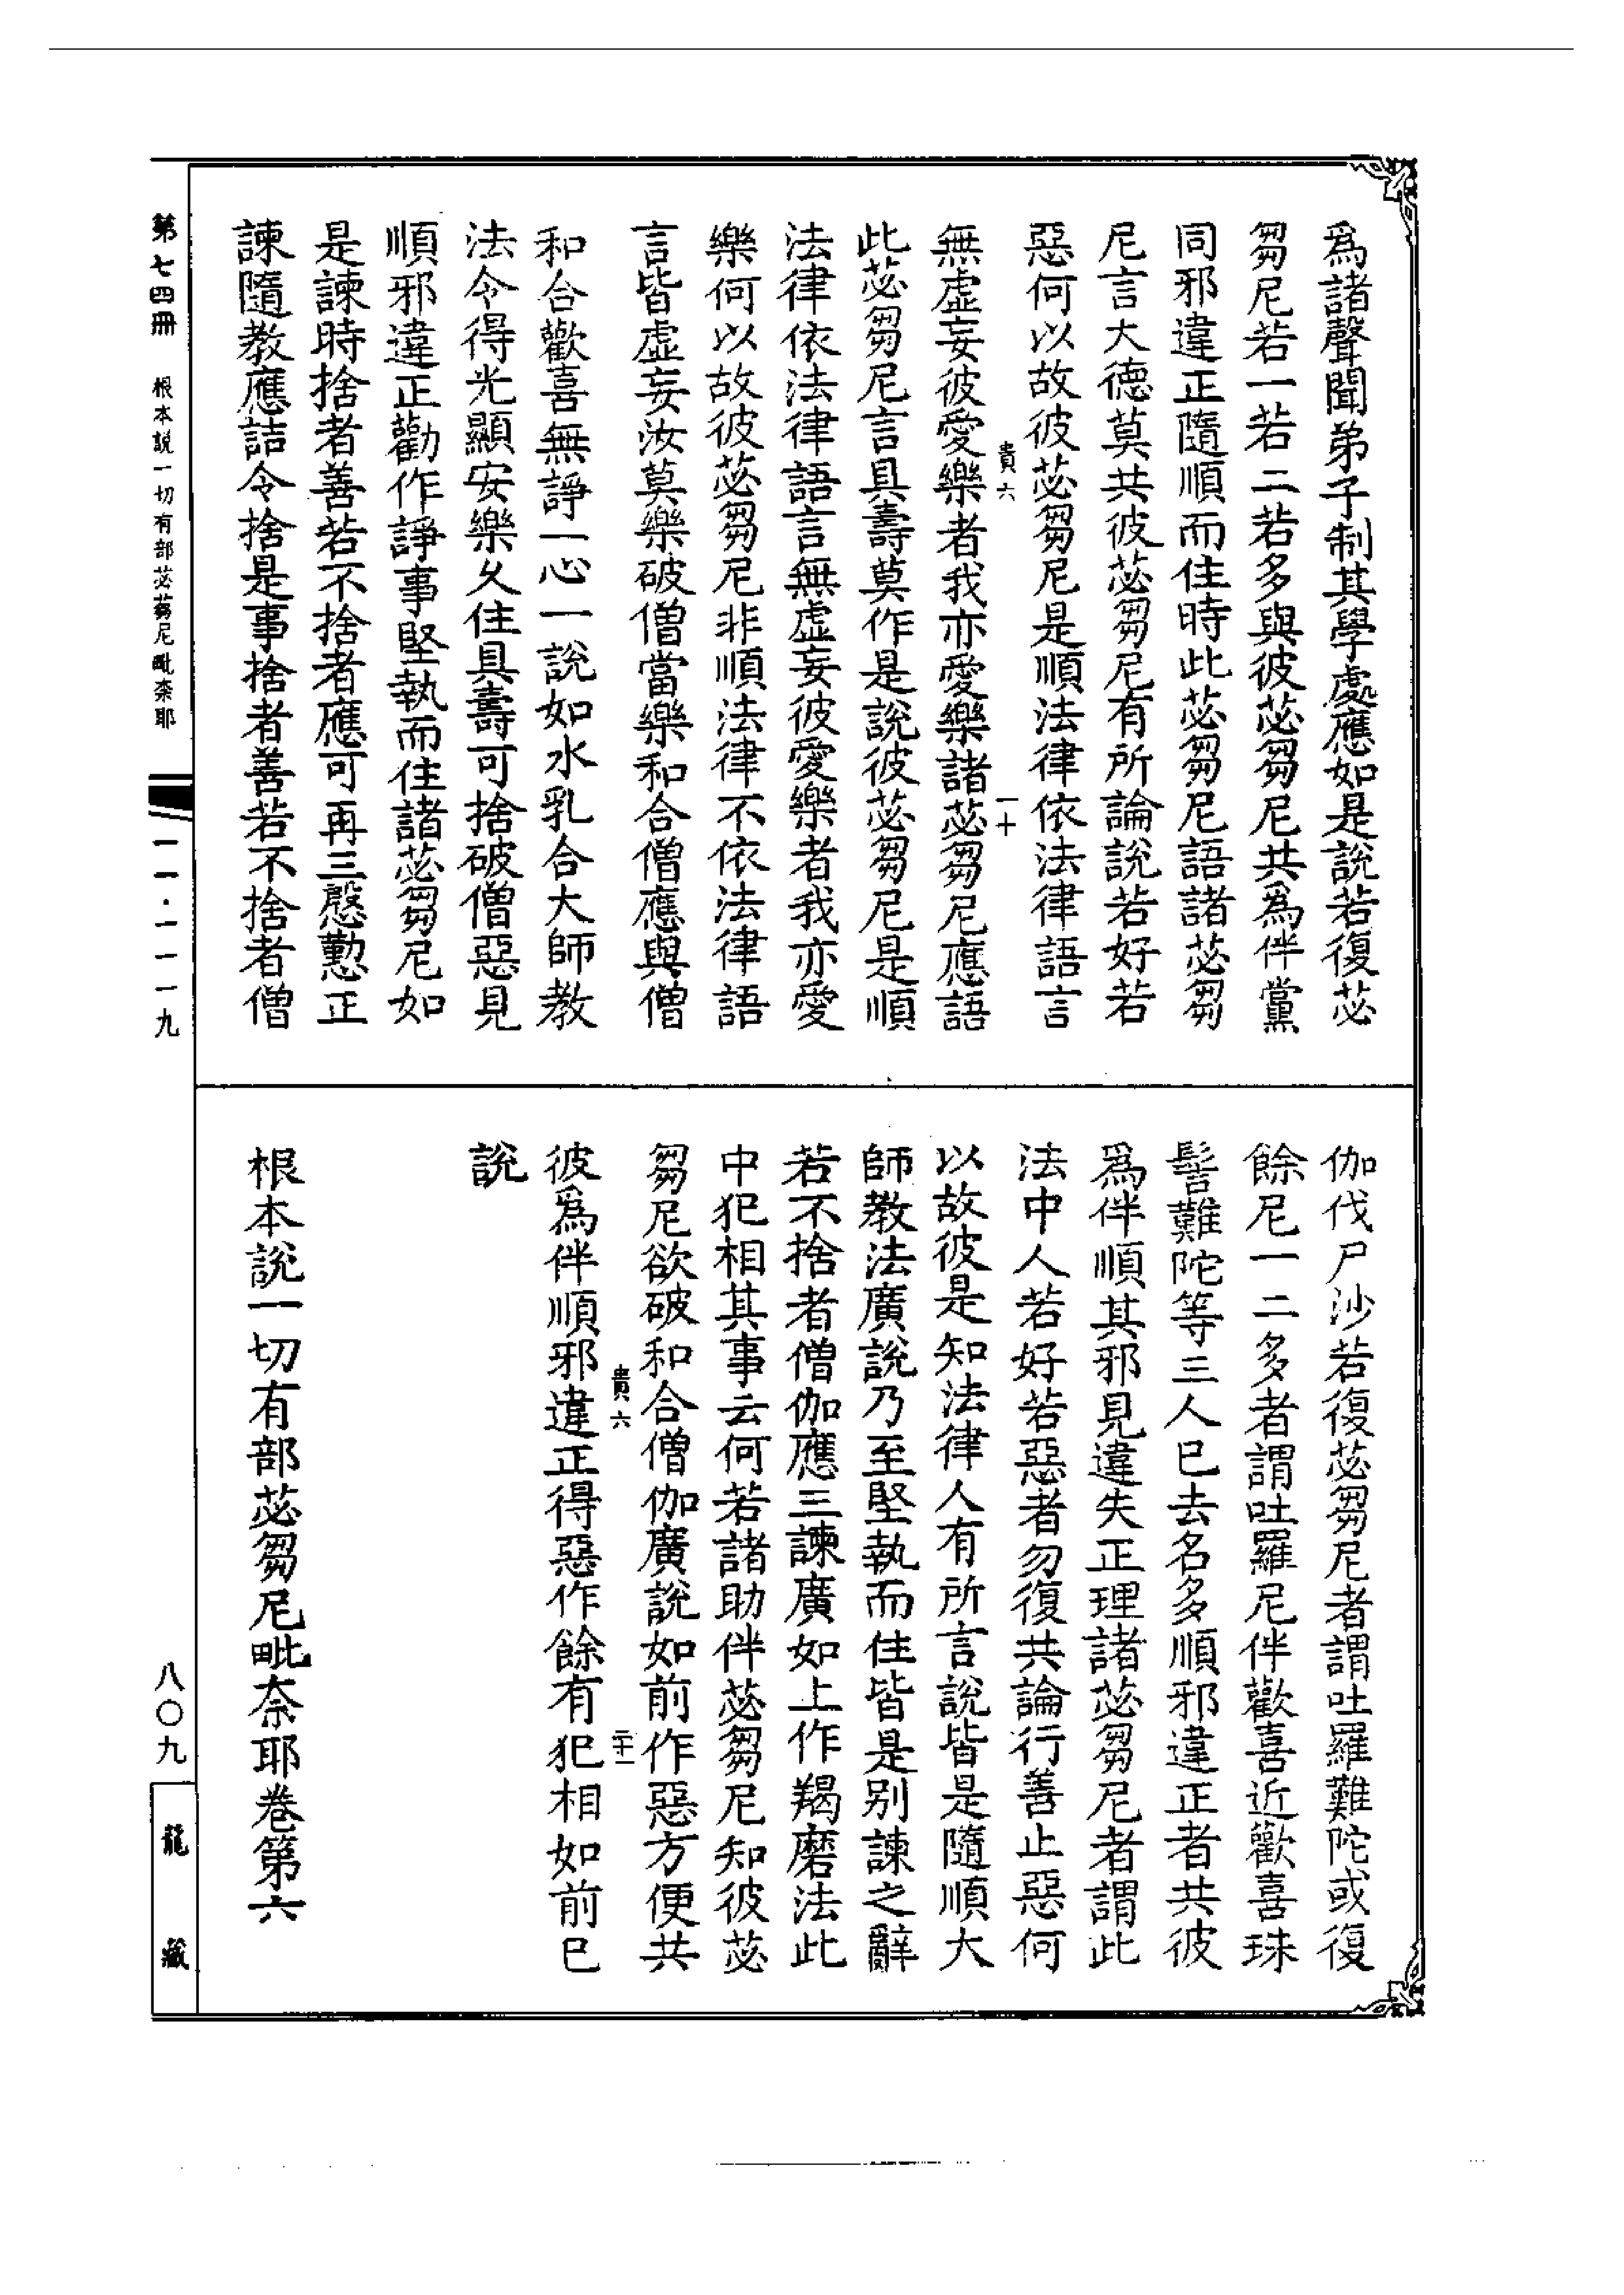 爲諸聲聞弟子制其學處應如是說若復苾
芻尼若一若二若多與彼苾芻尼共爲伴黨
同邪違正隨順而住時此苾芻尼語諸苾芻
尼言大德莫共彼苾芻尼有所論說若好若
惡何以故彼苾芻尼是順法律依法律語言
貴六
一十
無虛妄彼愛樂者我亦愛樂諸苾芻尼應語
此苾芻尼言具壽莫作是說彼苾芻尼是順
法律依法律語言無虛妄彼愛樂者我亦愛
樂何以故彼苾芻尼非順法律不依法律語
言皆虛妄汝莫樂破僧當樂和合僧應與僧
和合歡喜無諍一心一說如水乳合大師教
法令得光顯安樂久住具壽可捨破僧惡見
順邪違正勸作諍事堅執而住諸苾芻尼如
是諫時捨者善若不捨者應可再三慇懃正
諫隨教應詰令捨是事捨者善若不捨者僧
伽伐尸沙若復苾芻尼者謂吐羅難陀或復
餘尼一二多者謂吐羅尼伴歡喜近歡喜珠
髻難陀等三人已去名多順邪違正者共彼
爲伴順其邪見違失正理諸苾芻尼者謂此
法中人若好若惡者勿復共論行善止惡何
以故彼是知法律人有所言說皆是隨順大
師教法廣說乃至堅執而住皆是別諫之辭
若不捨者僧伽應三諫廣如上作羯磨法此
中犯相其事云何若諸助伴苾芻尼知彼苾
芻尼欲破和合僧伽廣說如前作惡方便共
貴六
二十一
彼爲伴順邪違正得惡作餘有犯相如前已
說
根本說一切有部苾芻尼毗奈耶卷第六
第七四冊
根本説一切有部苾蒭尼毗柰耶
一一·一一一九
八〇九
龍藏